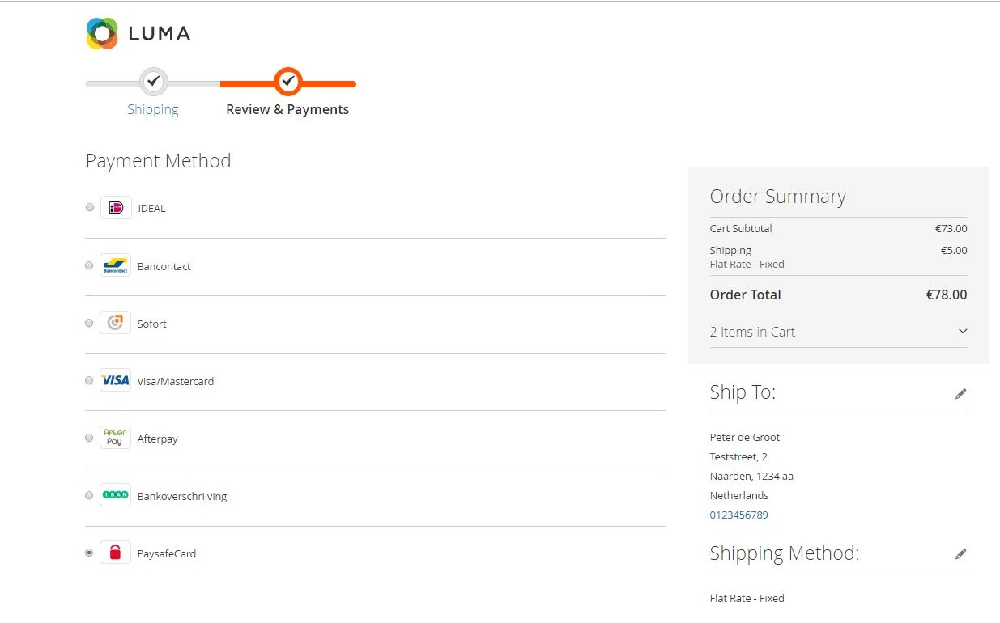 LUMA
Shipping
Review & Payments
Payment Method
iDEAL
Bancontact
Bancontact
Sofort
VISA
Visa/Mastercard
After
Pay
Afterpay
IBAN
Bankoverschrijving
PaysafeCard
Order Summary
Cart Subtotal €73.00
Shipping €5.00
Flat Rate - Fixed
Order Total €78.00
2 Items in Cart
Ship To:
Peter de Groot
Teststreet, 2
Naarden, 1234 aa
Netherlands
0123456789
Shipping Method:
Flat Rate - Fixed